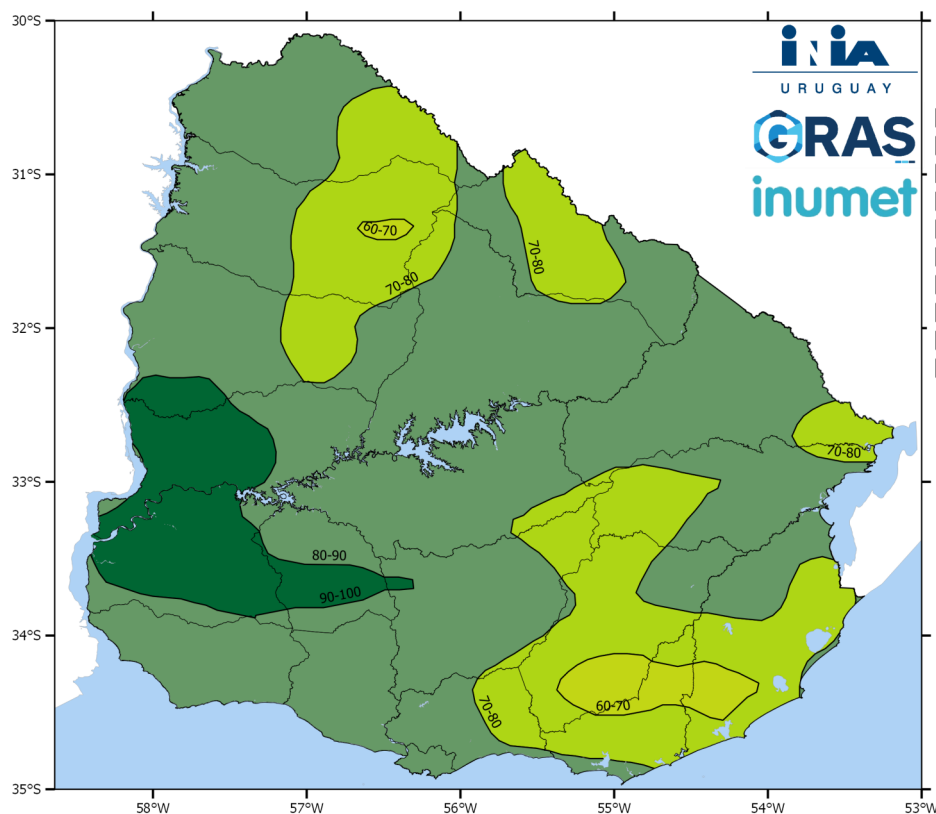 30°S
31°S
32°S
33°S
34°S
35°S
58°W
57°W
56°W
55°W
54°W
53°W
INIA
URUGUAY
GRAS
inumet
60-70
70-80
70-80
70-80
80-90
90-100
70-80
60-70